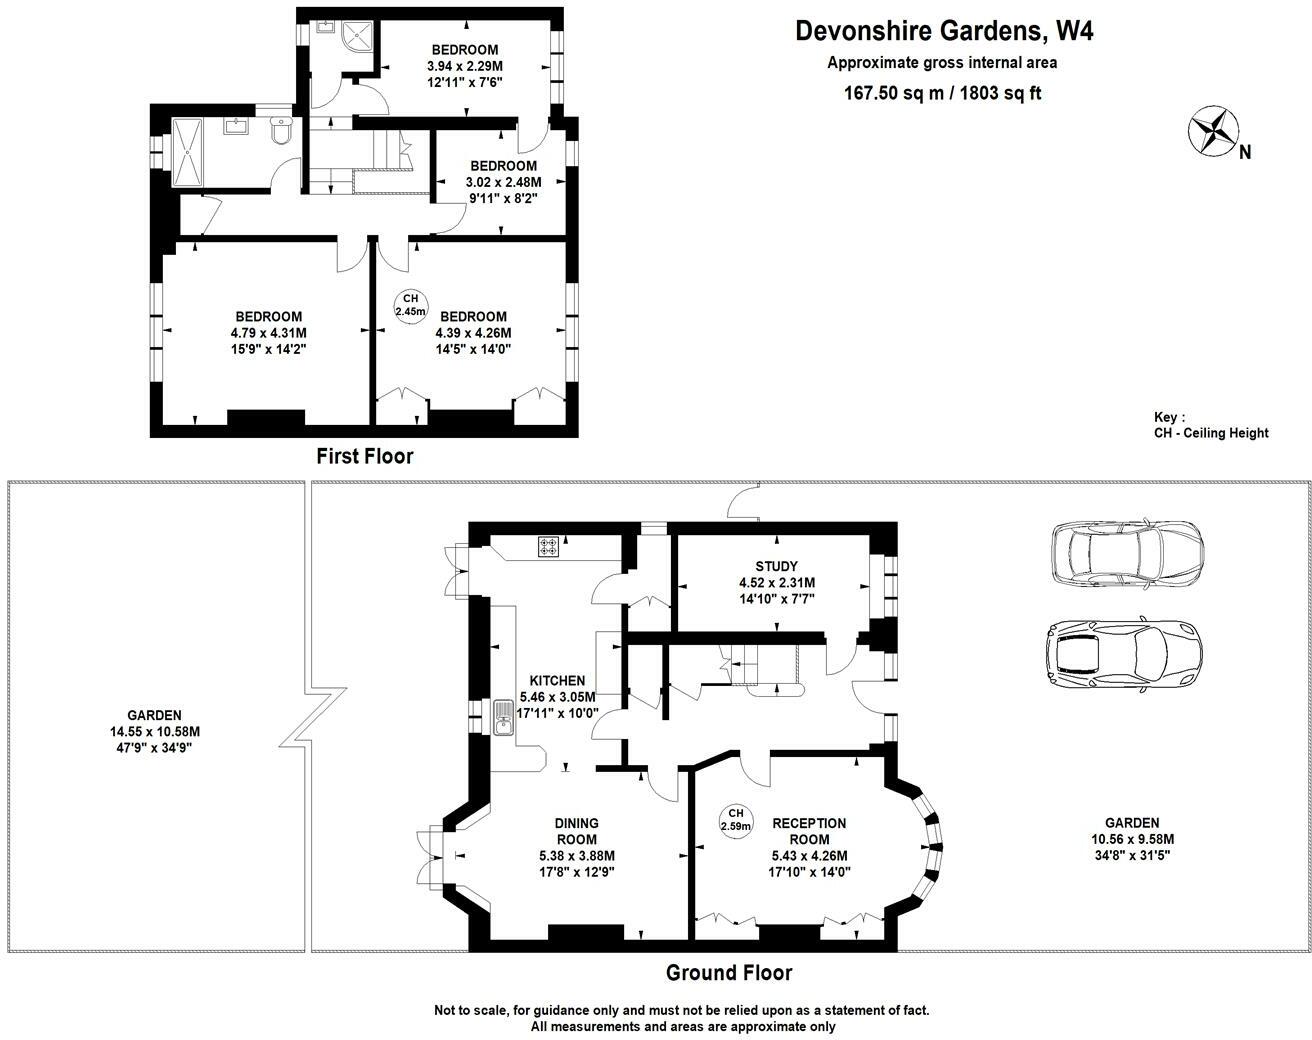 Devonshire Gardens, W4
Approximate gross internal area
167.50 sq m / 1803 sq ft
N
BEDROOM
3.94 x 2.29M
12'11" x 7'6"
BEDROOM
3.02 x 2.48M
9'11" x 8'2"
BEDROOM
4.79 x 4.31M
15'9" x 14'2"
CH
2.45m
BEDROOM
4.39 x 4.26M
14'5" x 14'0"
First Floor
Key :
CH - Ceiling Height
STUDY
4.52 x 2.31M
14'10" x 7'7"
KITCHEN
5.46 x 3.05M
17'11" x 10'0"
GARDEN
14.55 x 10.58M
47'9" x 34'9"
DINING
ROOM
5.38 x 3.88M
17'8" x 12'9"
CH
2.59m
RECEPTION
ROOM
5.43 x 4.26M
17'10" x 14'0"
GARDEN
10.56 x 9.58M
34'8" x 31'5"
Ground Floor
Not to scale, for guidance only and must not be relied upon as a statement of fact.
All measurements and areas are approximate only